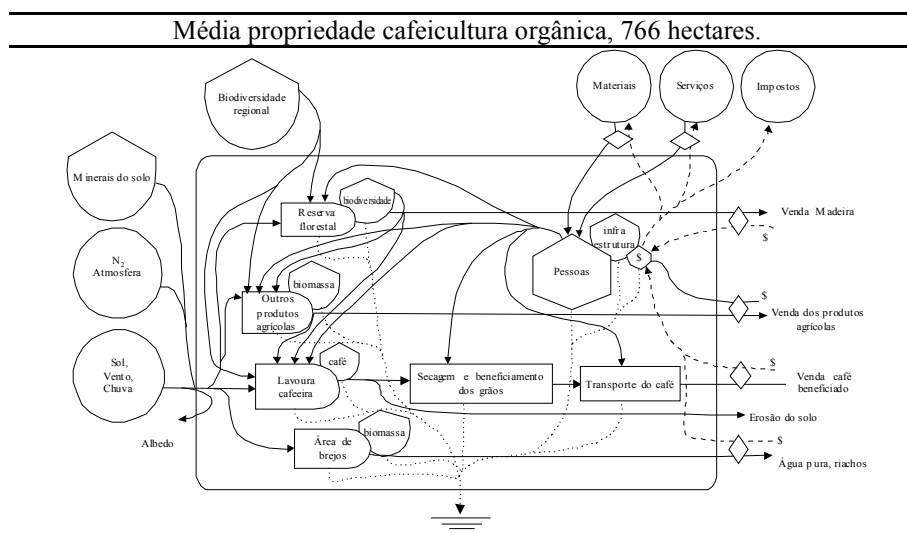 Média propriedade cafeicultura orgânica, 766 hectares.
Biodiversidade
regional
Materiais
Serviços
Impostos
Minerais do solo
biodiversidade
Reserva
florestal
Venda Madeira
$
infra
estrutura
$
Pessoas
N2
Atmosfera
biomassa
Outros
produtos
agrícolas
$
Venda dos produtos
agrícolas
Sol,
Vento,
Chuva
café
Lavoura
cafeeira
Secagem e beneficiamento
dos grãos
Transporte do café
$
Venda café
beneficiado
Erosão do solo
Albedo
biomassa
Área de
brejos
$
Água pura, riachos